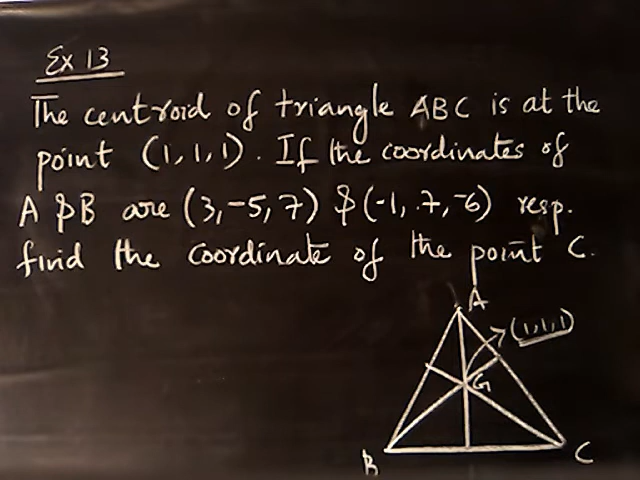 Ex 13
The centroid of triangle ABC is at the
point (1, 1, 1). If the coordinates of
A & B are (3, -5, 7) & (-1, 7, -6) resp.
find the coordinate of the point C.
A
(1,1,1)
G
B C